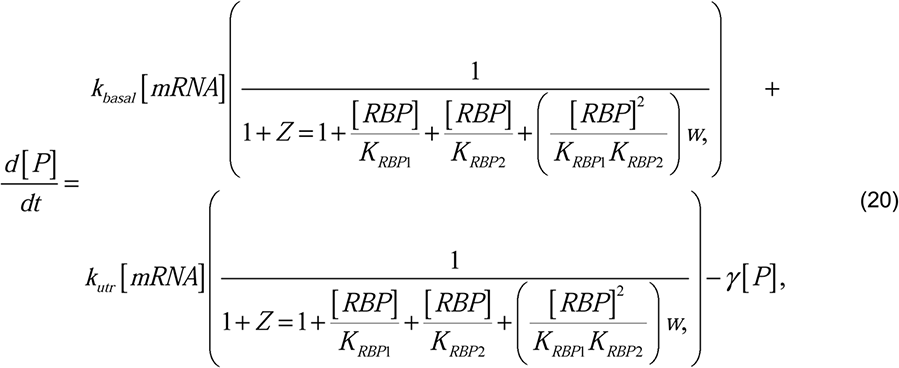 d[P]/dt = k_basal[mRNA](1/(1 + Z = 1 + [RBP]/K_RBP1 + [RBP]/K_RBP2 + ([RBP]^2/(K_RBP1 K_RBP2)) w,)) +
k_utr[mRNA](1/(1 + Z = 1 + [RBP]/K_RBP1 + [RBP]/K_RBP2 + ([RBP]^2/(K_RBP1 K_RBP2)) w,)) − γ[P], (20)